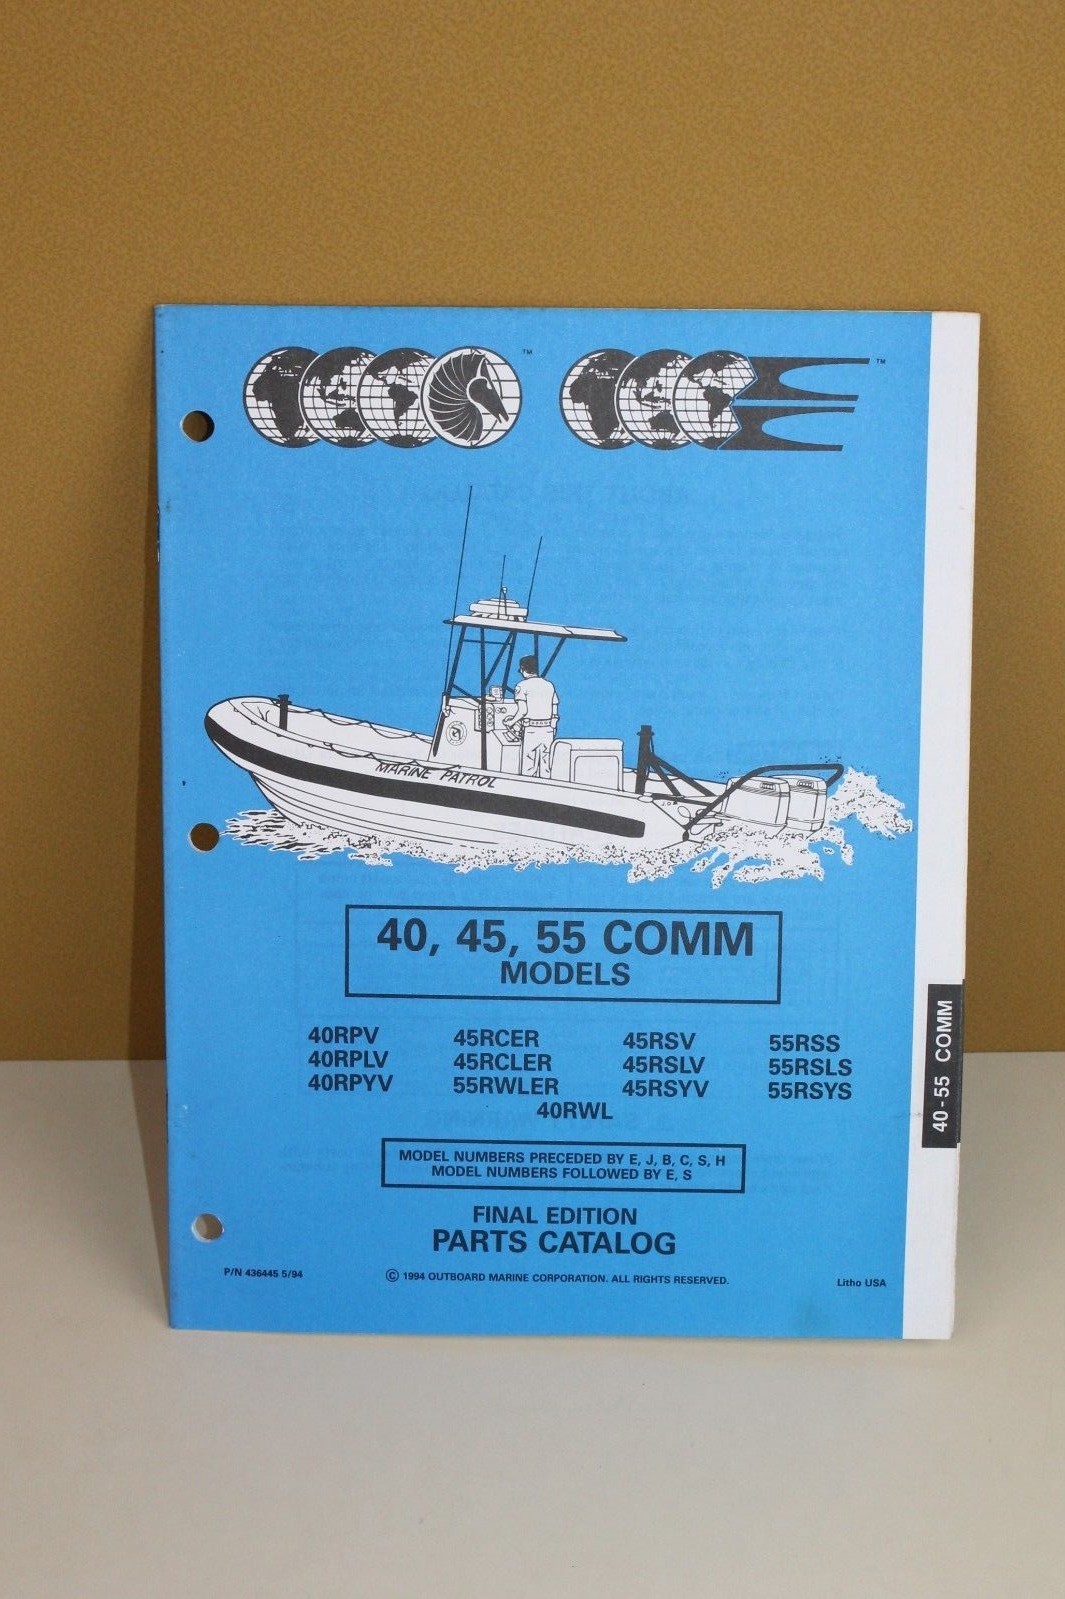 TM
TM
MARINE PATROL
40, 45, 55 COMM
MODELS
40RPV 45RCER 45RSV 55RSS
40RPLV 45RCLER 45RSLV 55RSLS
40RPYV 55RWLER 45RSYV 55RSYS
40RWL
MODEL NUMBERS PRECEDED BY E, J, B, C, S, H
MODEL NUMBERS FOLLOWED BY E, S
FINAL EDITION
PARTS CATALOG
P/N 436445 5/94
© 1994 OUTBOARD MARINE CORPORATION. ALL RIGHTS RESERVED.
Litho USA
40-55 COMM